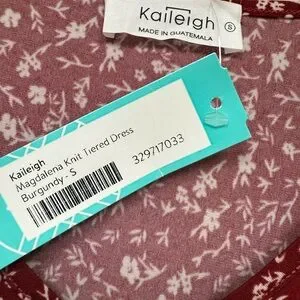 Kaileigh
S
MADE IN GUATEMALA
Kaileigh
Magdalena Knit Tiered Dress
Burgundy - S
329717033